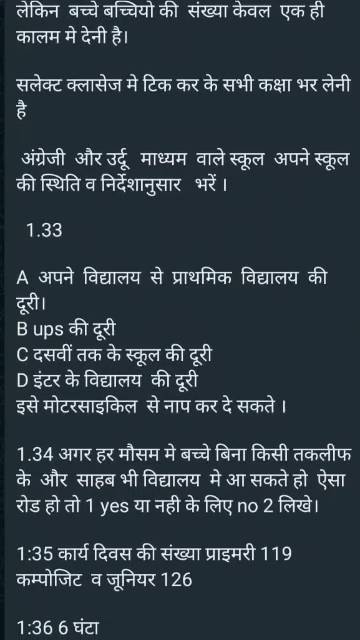 लेकिन बच्चे बच्चियो की संख्या केवल एक ही
कालम मे देनी है।
सलेक्ट क्लासेज मे टिक कर के सभी कक्षा भर लेनी
है
अंग्रेजी और उर्दू माध्यम वाले स्कूल अपने स्कूल
की स्थिति व निर्देशानुसार भरें ।
1.33
A अपने विद्यालय से प्राथमिक विद्यालय की
दूरी।
B ups की दूरी
C दसवीं तक के स्कूल की दूरी
D इंटर के विद्यालय की दूरी
इसे मोटरसाइकिल से नाप कर दे सकते ।
1.34 अगर हर मौसम मे बच्चे बिना किसी तकलीफ
के और साहब भी विद्यालय मे आ सकते हो ऐसा
रोड हो तो 1 yes या नही के लिए no 2 लिखे।
1:35 कार्य दिवस की संख्या प्राइमरी 119
कम्पोजिट व जूनियर 126
1:36 6 घंटा